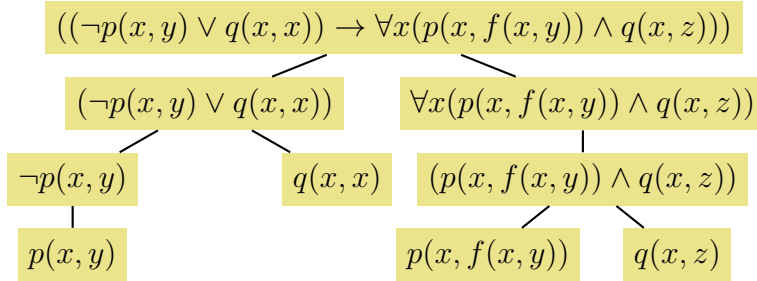 ((¬p(x, y) ∨ q(x, x)) → ∀x(p(x, f(x, y)) ∧ q(x, z)))
(¬p(x, y) ∨ q(x, x)) ∀x(p(x, f(x, y)) ∧ q(x, z))
¬p(x, y) q(x, x) (p(x, f(x, y)) ∧ q(x, z))
p(x, y) p(x, f(x, y)) q(x, z)